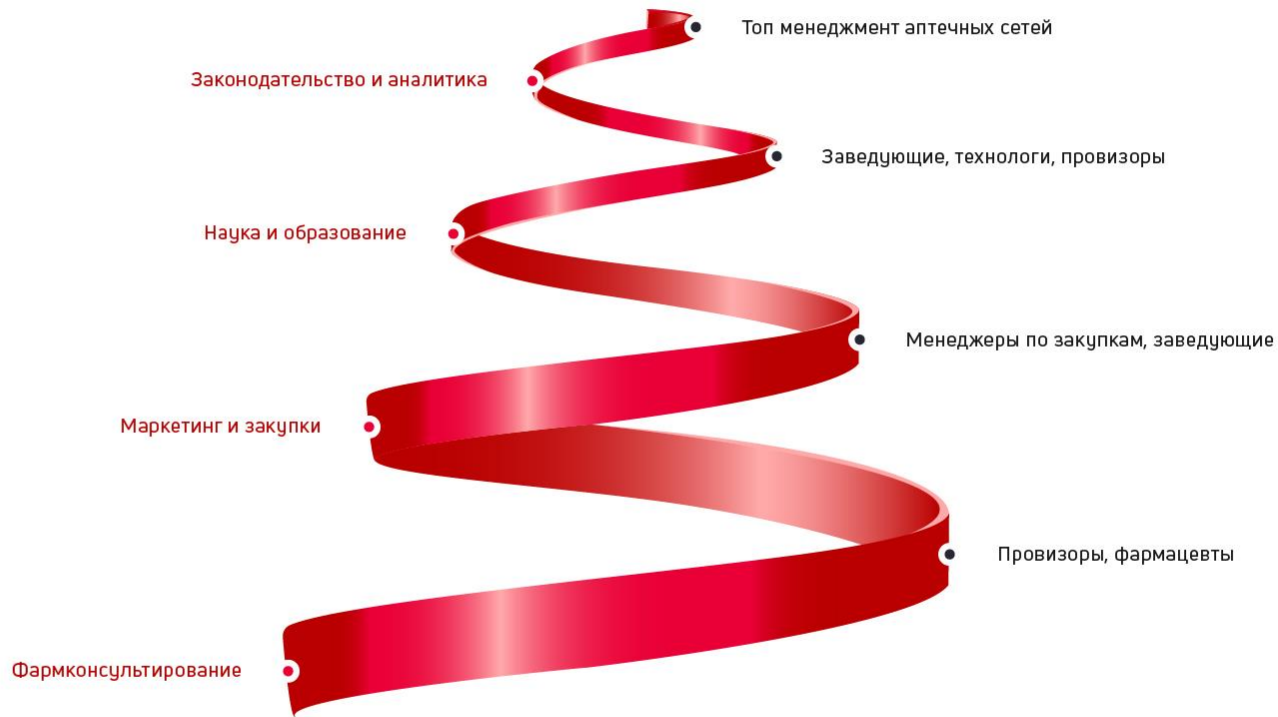 Топ менеджмент аптечных сетей
Законодательство и аналитика
Заведующие, технологи, провизоры
Наука и образование
Менеджеры по закупкам, заведующие
Маркетинг и закупки
Провизоры, фармацевты
Фармконсультирование